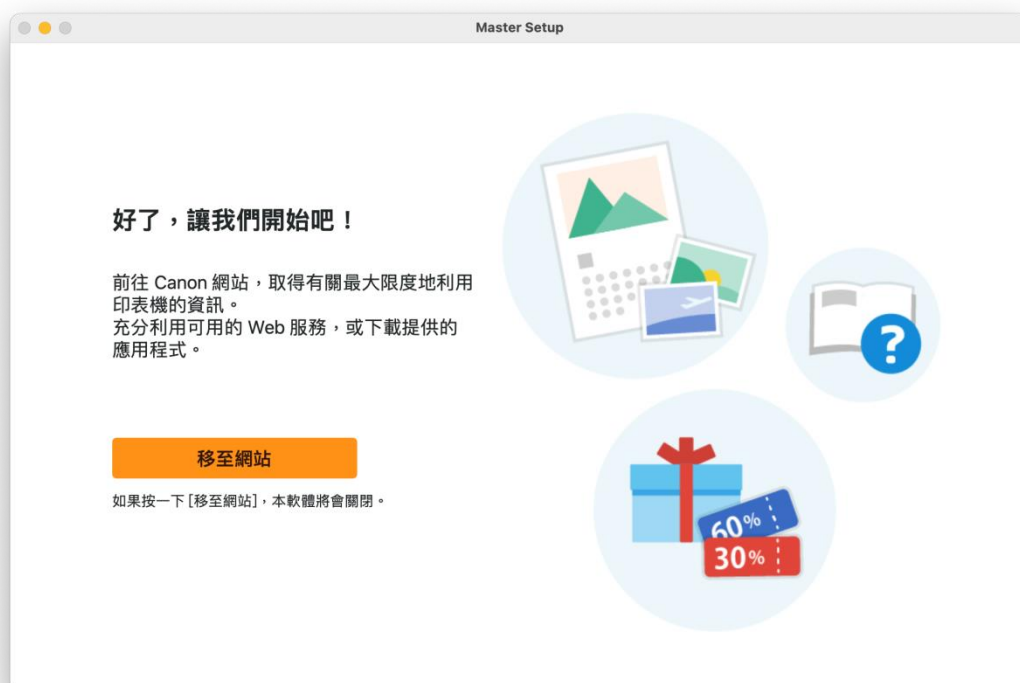 Master Setup
好了，讓我們開始吧！
前往 Canon 網站，取得有關最大限度地利用
印表機的資訊。
充分利用可用的 Web 服務，或下載提供的
應用程式。
移至網站
如果按一下 [移至網站]，本軟體將會關閉。
?
60%
30%